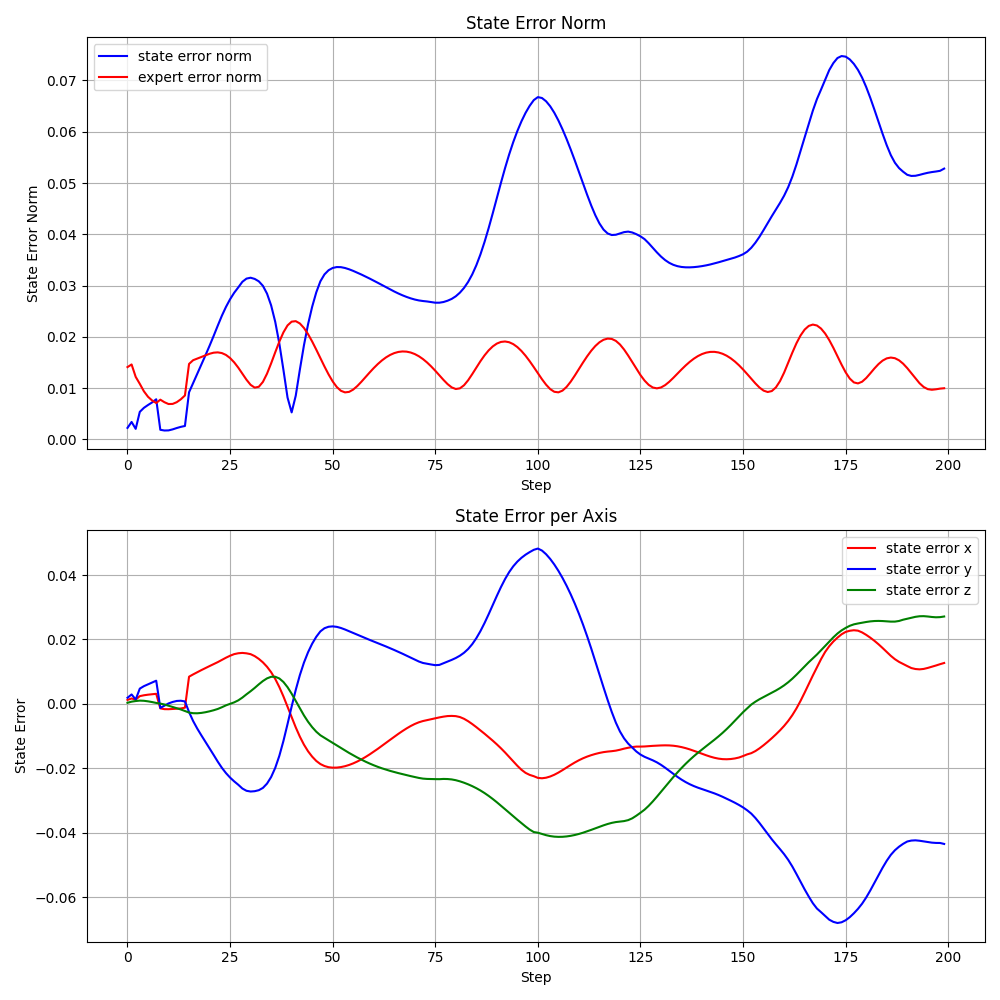 State Error Norm
state error norm
expert error norm
State Error Norm
0.07
0.06
0.05
0.04
0.03
0.02
0.01
0.00
0 25 50 75 100 125 150 175 200
Step
State Error per Axis
state error x
state error y
state error z
State Error
0.04
0.02
0.00
−0.02
−0.04
−0.06
0 25 50 75 100 125 150 175 200
Step